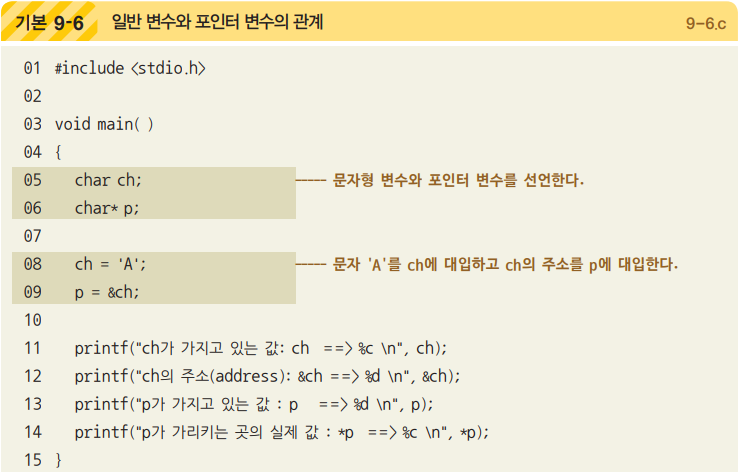 기본 9-6 일반 변수와 포인터 변수의 관계 9-6.c
01 #include <stdio.h>
02
03 void main( )
04 {
05 char ch; 문자형 변수와 포인터 변수를 선언한다.
06 char* p;
07
08 ch = 'A'; 문자 'A'를 ch에 대입하고 ch의 주소를 p에 대입한다.
09 p = &ch;
10
11 printf("ch가 가지고 있는 값: ch ==> %c \n", ch);
12 printf("ch의 주소(address): &ch ==> %d \n", &ch);
13 printf("p가 가지고 있는 값 : p ==> %d \n", p);
14 printf("p가 가리키는 곳의 실제 값 : *p ==> %c \n", *p);
15 }